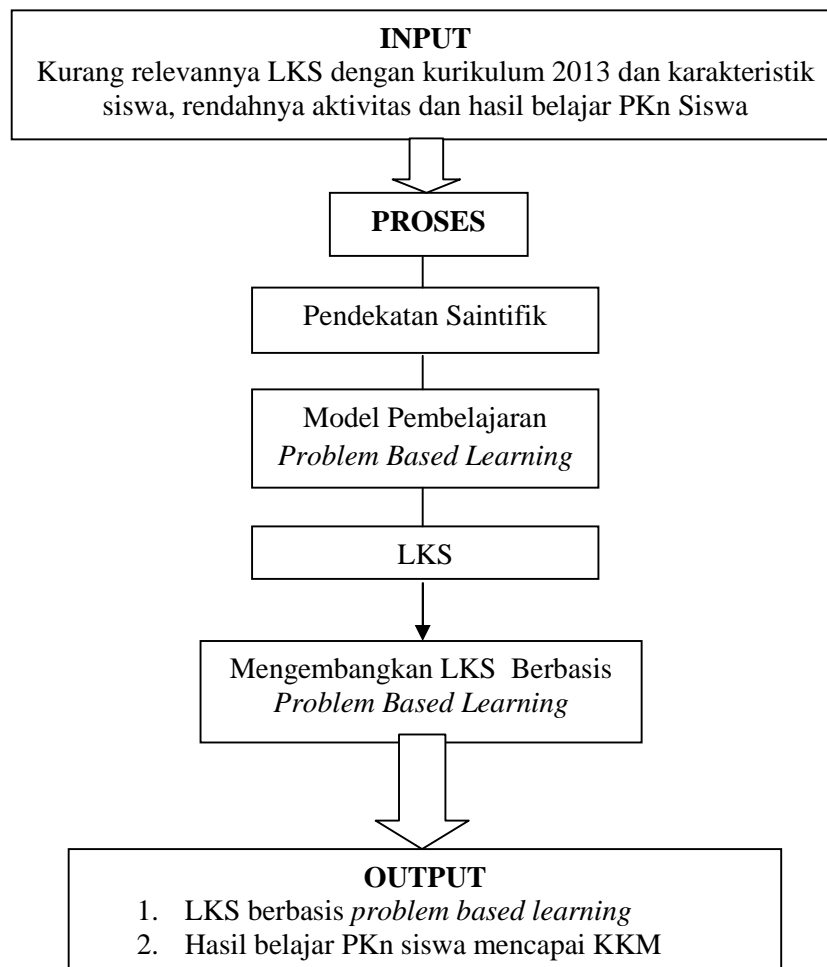 INPUT
Kurang relevannya LKS dengan kurikulum 2013 dan karakteristik
siswa, rendahnya aktivitas dan hasil belajar PKn Siswa
PROSES
Pendekatan Saintifik
Model Pembelajaran
Problem Based Learning
LKS
Mengembangkan LKS Berbasis
Problem Based Learning
OUTPUT
1. LKS berbasis problem based learning
2. Hasil belajar PKn siswa mencapai KKM